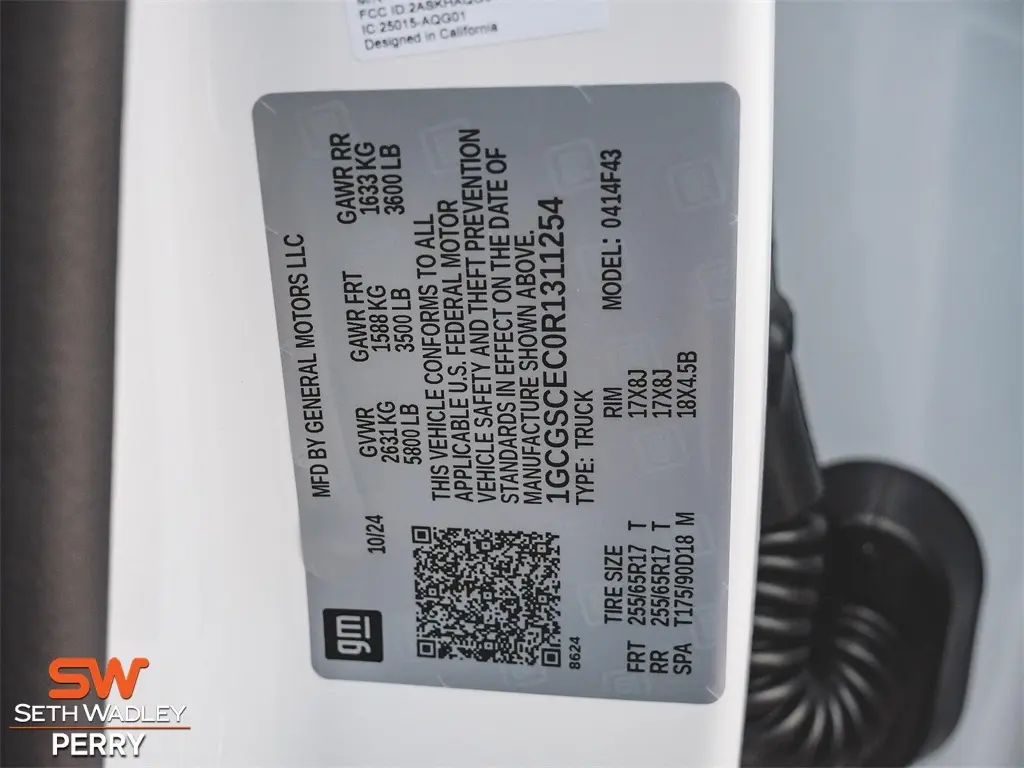 FCC ID 2ASKHAQG
IC 25015-AQG01
Designed in California
MFD BY GENERAL MOTORS LLC
10/24
GVWR GAWR FRT GAWR RR
2631 KG 1588 KG 1633 KG
5800 LB 3500 LB 3600 LB
THIS VEHICLE CONFORMS TO ALL
APPLICABLE U.S. FEDERAL MOTOR
VEHICLE SAFETY AND THEFT PREVENTION
STANDARDS IN EFFECT ON THE DATE OF
MANUFACTURE SHOWN ABOVE.
1GCGSCEC0R1311254
TYPE: TRUCK MODEL: 0414F43
gm
8624
TIRE SIZE RIM
FRT 255/65R17 T 17X8J
RR 255/65R17 T 17X8J
SPA T175/90D18 M 18X4.5B
SW
SETH WADLEY
PERRY